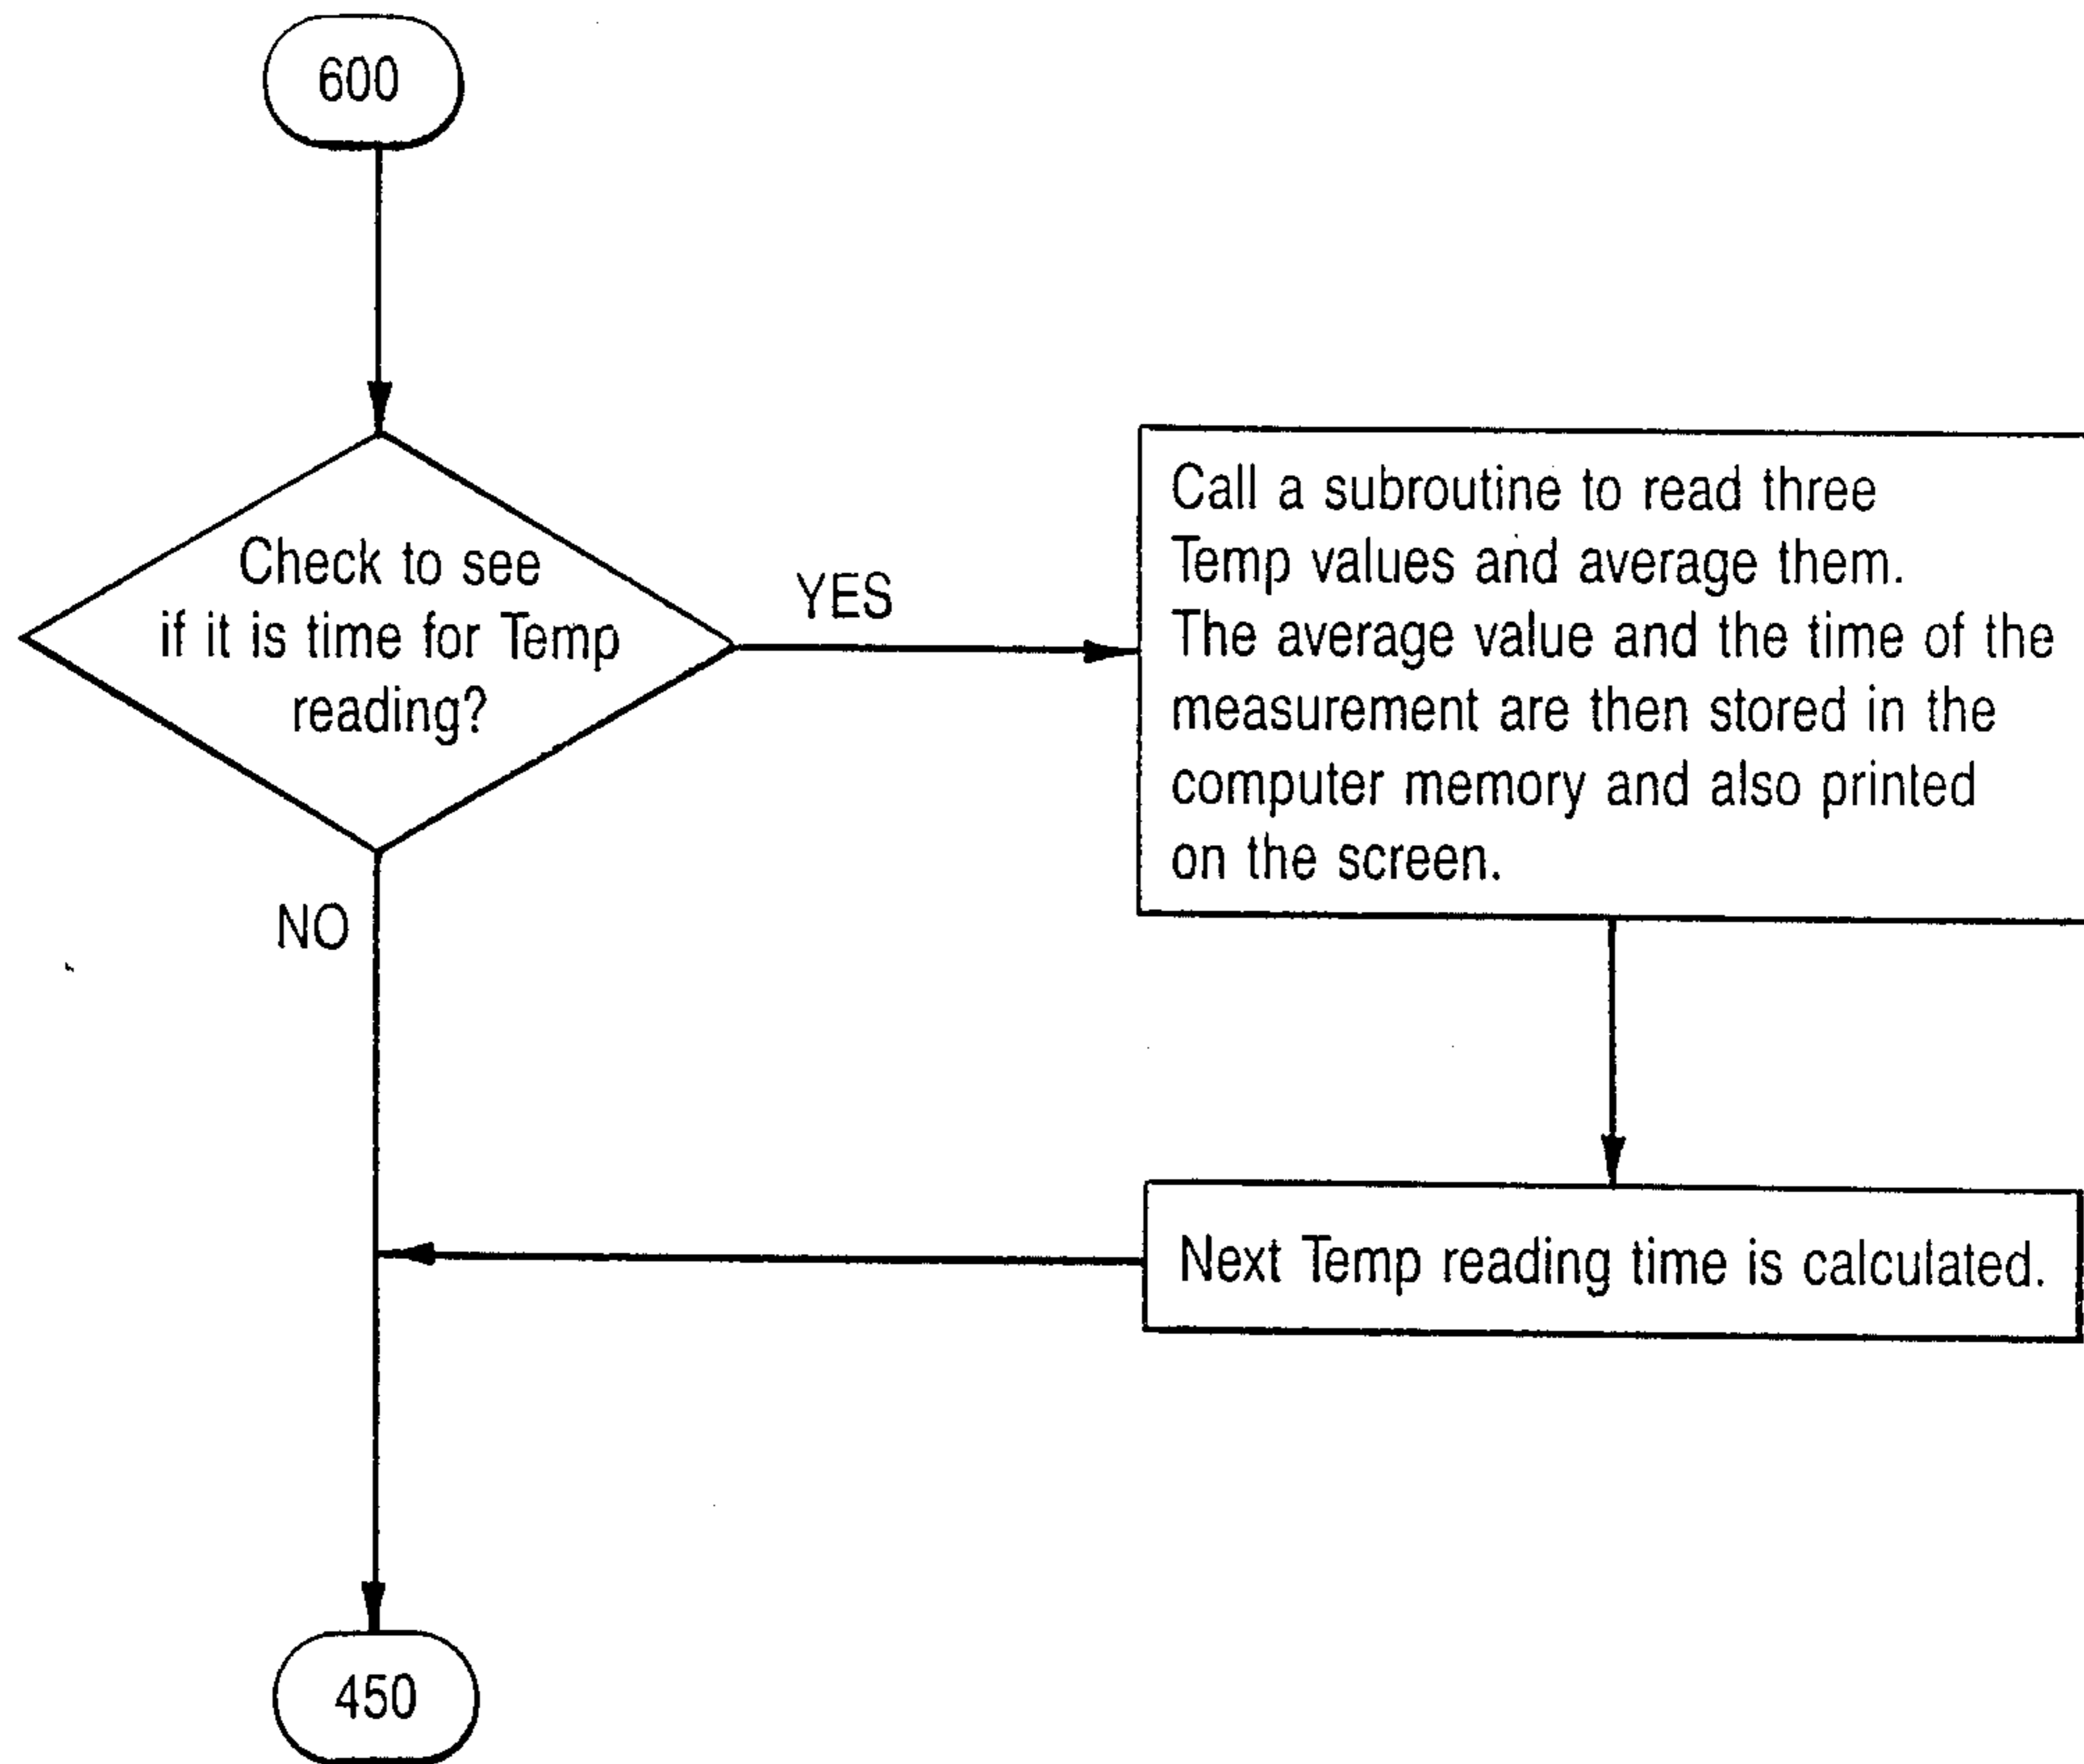 600
Check to see
if it is time for Temp
reading?
YES
Call a subroutine to read three
Temp values and average them.
The average value and the time of the
measurement are then stored in the
computer memory and also printed
on the screen.
NO
Next Temp reading time is calculated.
450